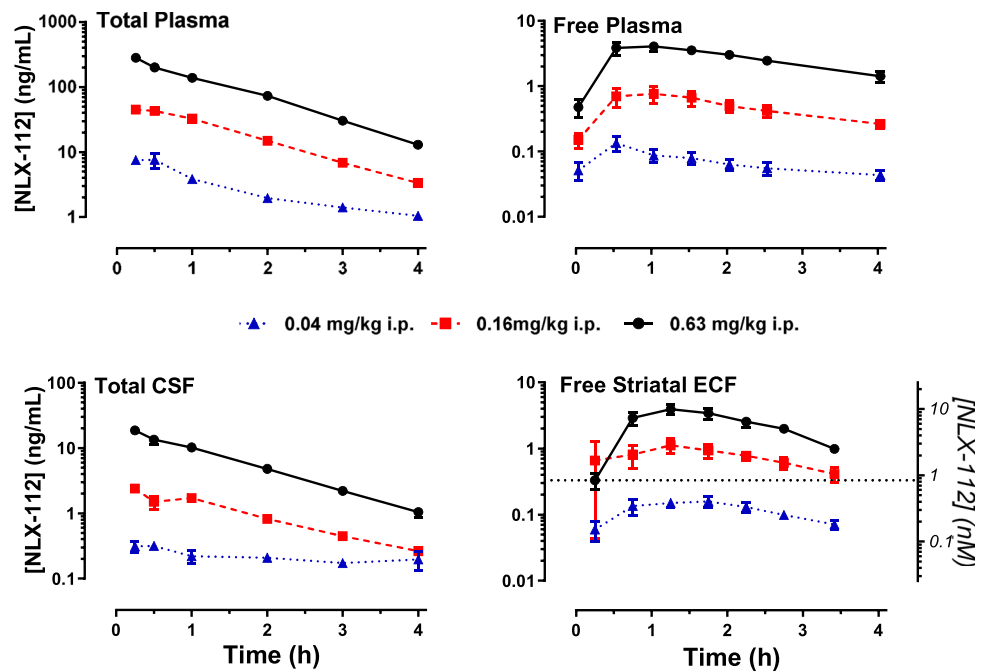 Total Plasma
[NLX-112] (ng/mL)
1000
100
10
1
0 1 2 3 4
Free Plasma
10
1
0.1
0.01
0 1 2 3 4
0.04 mg/kg i.p. 0.16mg/kg i.p. 0.63 mg/kg i.p.
Total CSF
[NLX-112] (ng/mL)
100
10
1
0.1
0 1 2 3 4
Time (h)
Free Striatal ECF
10
1
0.1
0.01
0 1 2 3 4
Time (h)
10
1
0.1
[NLX-112] (nM)